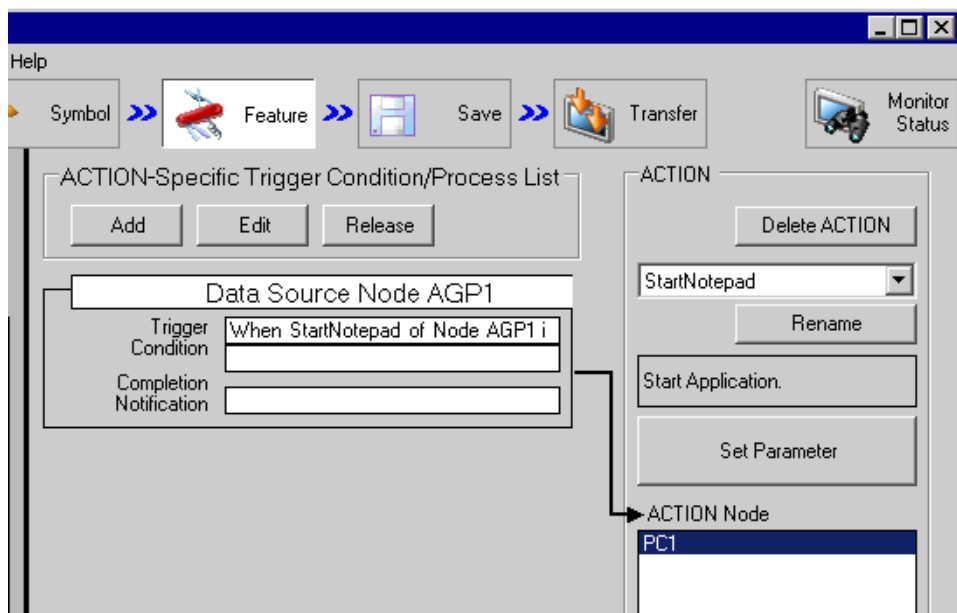 Help
Symbol
Feature
Save
Transfer
Monitor
Status
ACTION-Specific Trigger Condition/Process List
Add
Edit
Release
Data Source Node AGP1
Trigger
Condition
When StartNotepad of Node AGP1 i
Completion
Notification
ACTION
Delete ACTION
StartNotepad
Rename
Start Application.
Set Parameter
ACTION Node
PC1